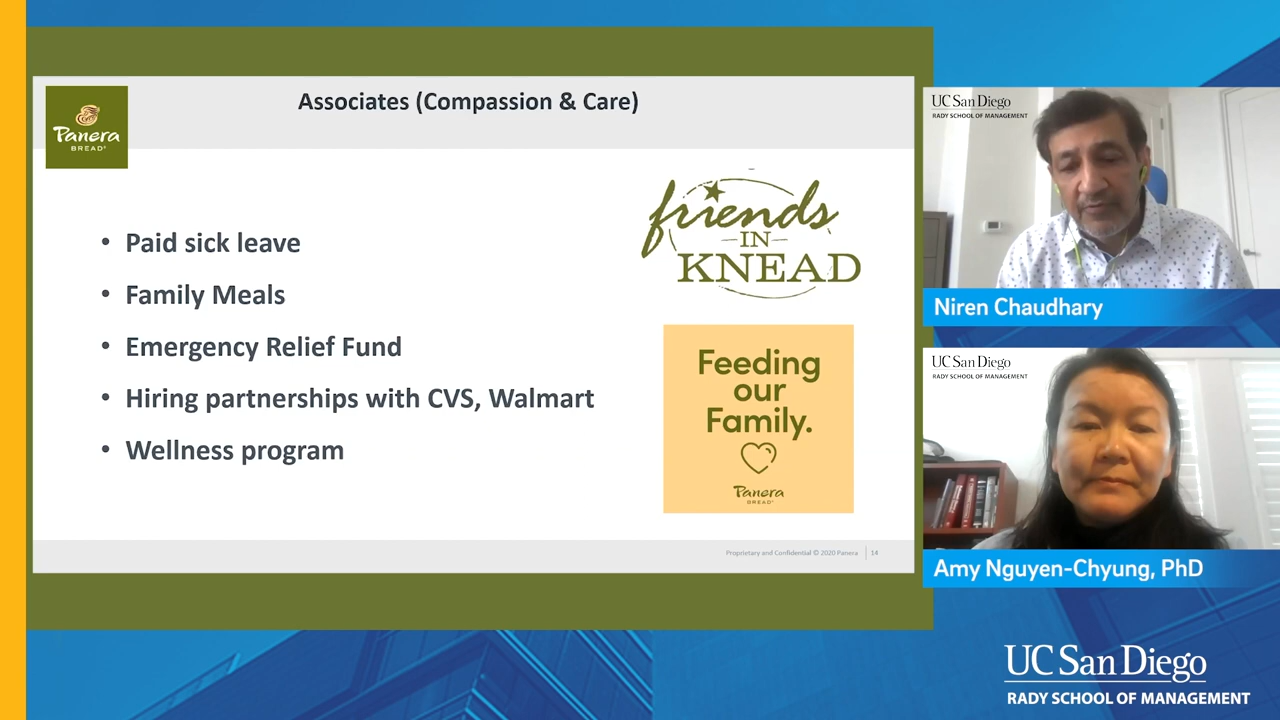 Associates (Compassion & Care)
Panera
BREAD®
• Paid sick leave
• Family Meals
• Emergency Relief Fund
• Hiring partnerships with CVS, Walmart
• Wellness program
friends
IN
KNEAD
Feeding
our
Family.
Panera
BREAD®
Proprietary and Confidential © 2020 Panera | 14
UC San Diego
RADY SCHOOL OF MANAGEMENT
Niren Chaudhary
UC San Diego
RADY SCHOOL OF MANAGEMENT
Amy Nguyen-Chyung, PhD
UC San Diego
RADY SCHOOL OF MANAGEMENT